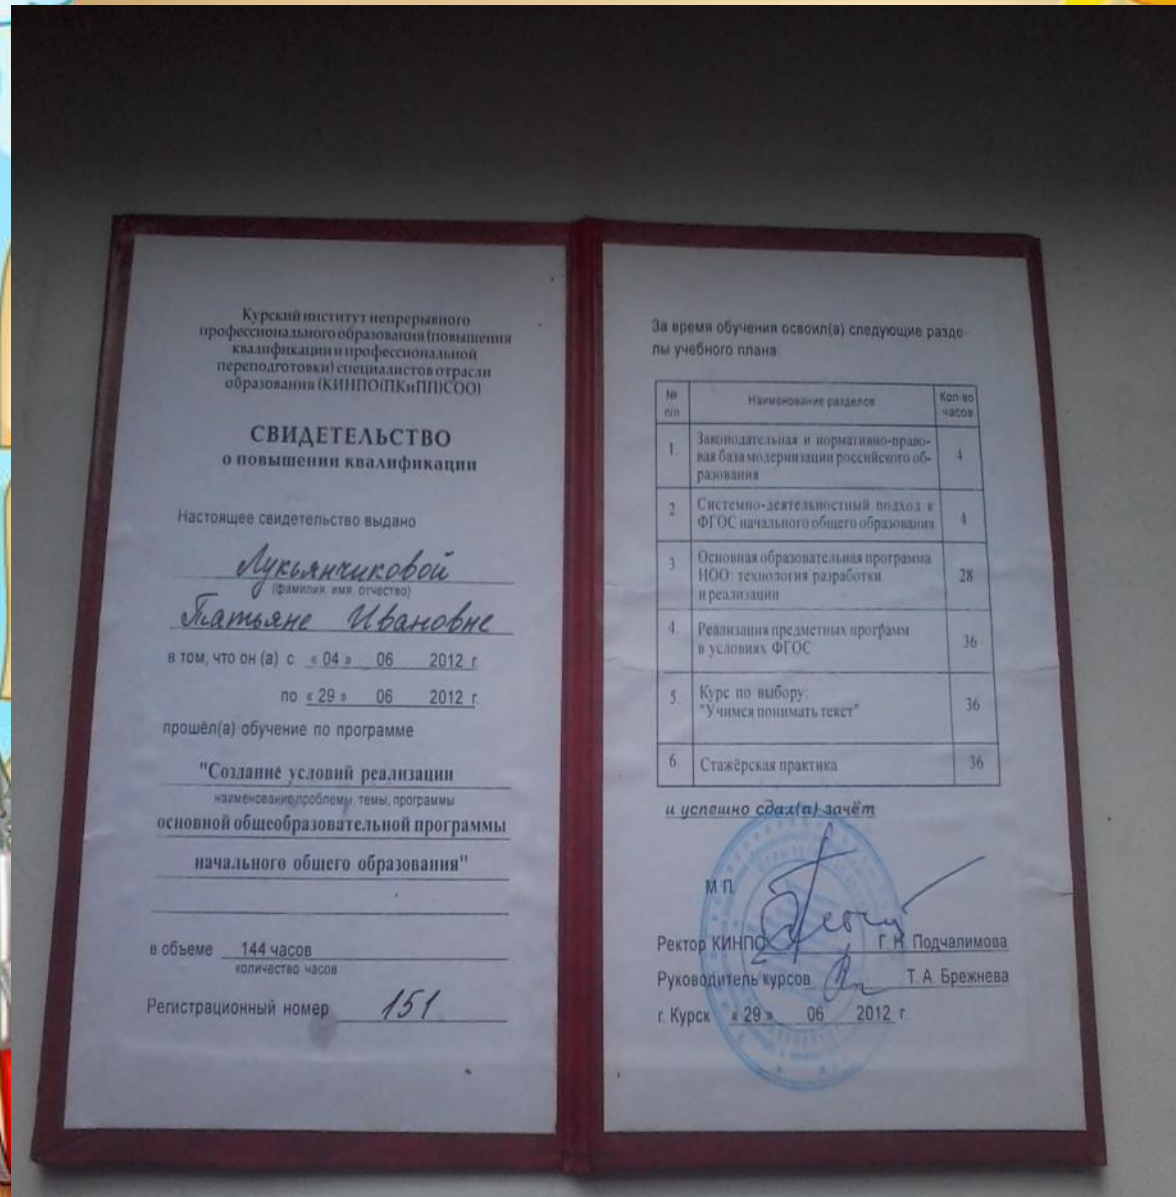 Курский институт непрерывного
профессионального образования (повышения
квалификации и профессиональной
переподготовки) специалистов отрасли
образования (КИНПО(ПКиПП)СОО)
СВИДЕТЕЛЬСТВО
о повышении квалификации
Настоящее свидетельство выдано
Лукьянчиковой
(фамилия имя отчество)
Татьяне Ивановне
в том, что он (а) с « 04 » 06 2012 г.
по « 29 » 06 2012 г.
прошёл(а) обучение по программе
"Создание условий реализации
наименование проблемы, темы, программы
основной общеобразовательной программы
начального общего образования"
в объеме 144 часов
количество часов
Регистрационный номер 151
За время обучения освоил(а) следующие разде-
лы учебного плана:
№ п/п Наименование разделов Кол-во часов
1. Законодательная и нормативно-право-
вая база модернизации российского об- 4
разования
2. Системно-деятельностный подход к
ФГОС начального общего образования 4
3. Основная образовательная программа
НОО: технология разработки 28
и реализации
4. Реализация предметных программ
в условиях ФГОС 36
5. Курс по выбору:
"Учимся понимать текст" 36
6. Стажёрская практика 36
и успешно сдал(а) зачёт
М.П.
Ректор КИНПО Г. Н. Подчалимова
Руководитель курсов Т. А. Брежнева
г. Курск « 29 » 06 2012 г.